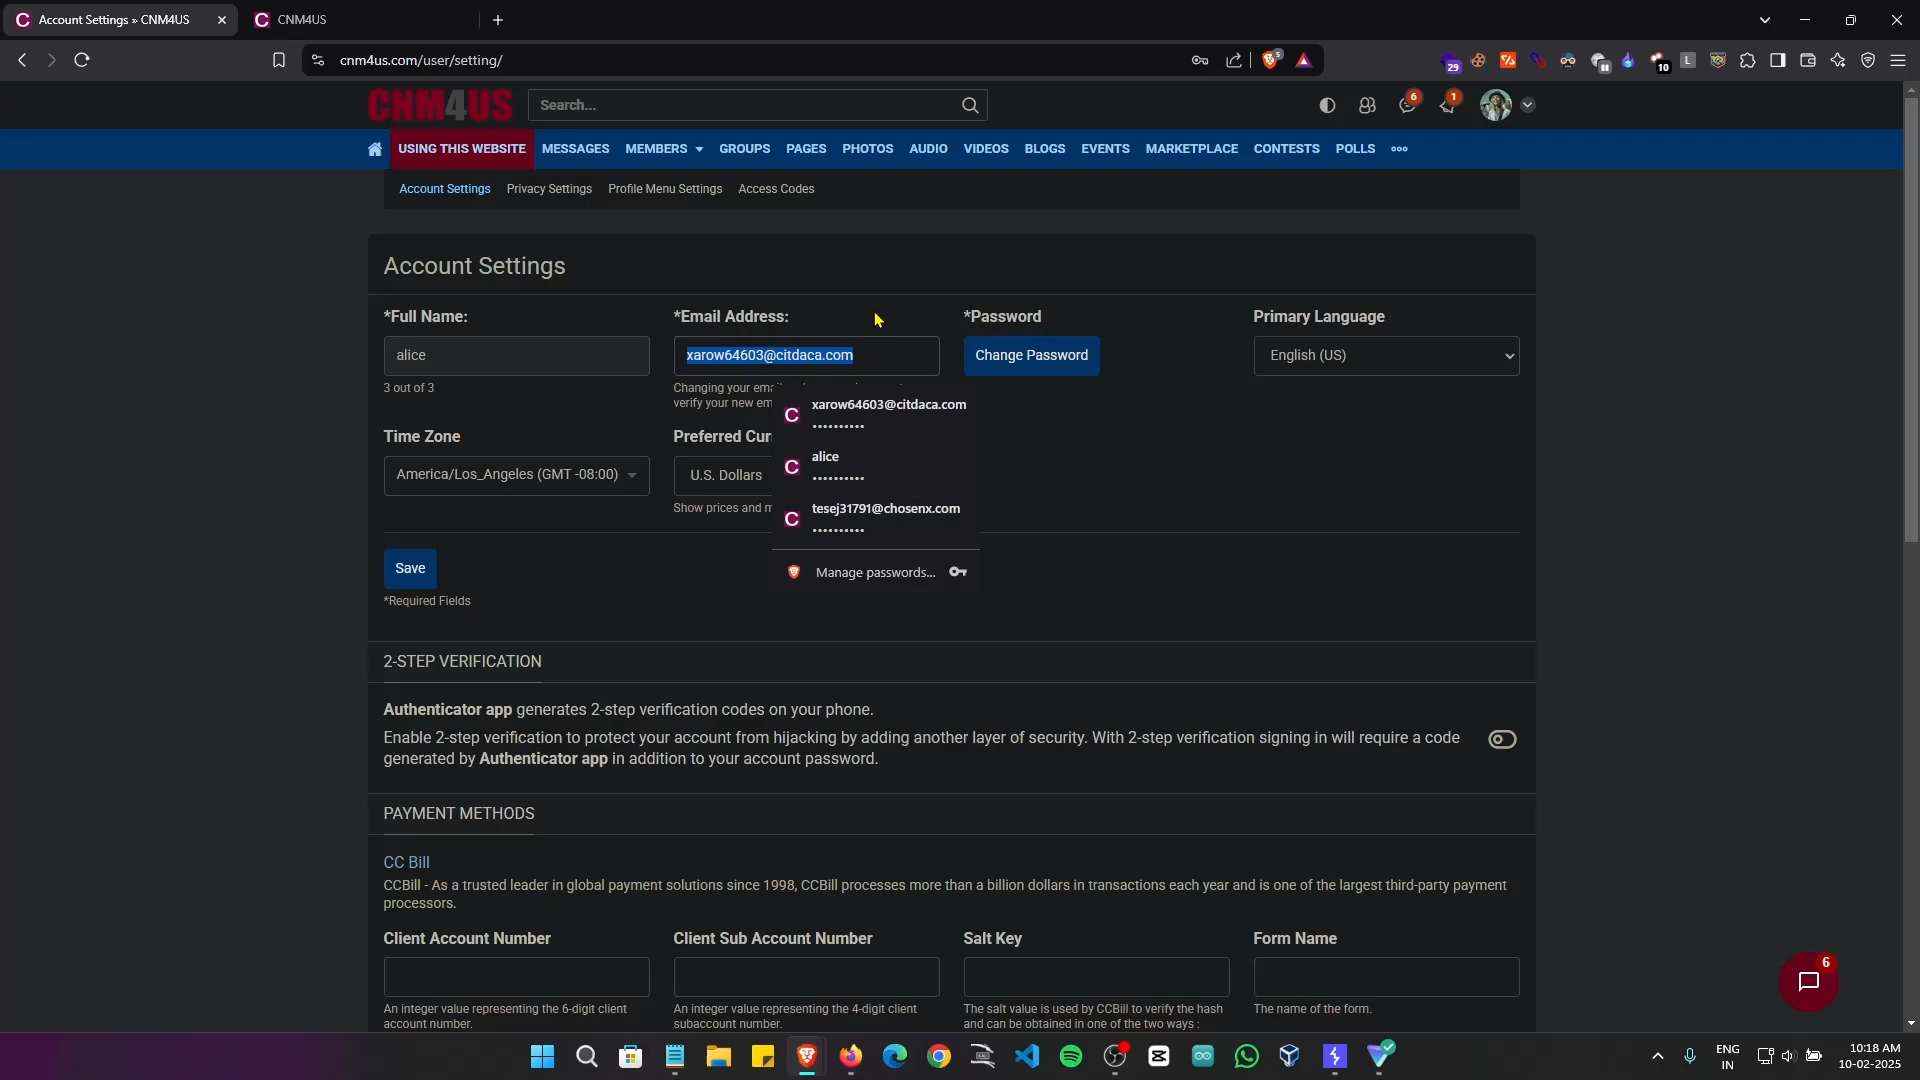 Account Settings » CNM4US
CNM4US
cnm4us.com/user/setting/
5
29
10
L
CNM4US
Search...
6
1
USING THIS WEBSITE MESSAGES MEMBERS GROUPS PAGES PHOTOS AUDIO VIDEOS BLOGS EVENTS MARKETPLACE CONTESTS POLLS
Account Settings Privacy Settings Profile Menu Settings Access Codes
Account Settings
*Full Name: *Email Address: *Password Primary Language
alice xarow64603@citdaca.com Change Password English (US)
3 out of 3 Changing your
verify your new
xarow64603@citdaca.com
••••••••••
Time Zone Preferred
alice
••••••••••
America/Los_Angeles (GMT -08:00) U.S. Dollars
Show prices and
tesej31791@chosenx.com
••••••••••
Manage passwords...
Save
*Required Fields
2-STEP VERIFICATION
Authenticator app generates 2-step verification codes on your phone.
Enable 2-step verification to protect your account from hijacking by adding another layer of security. With 2-step verification signing in will require a code
generated by Authenticator app in addition to your account password.
PAYMENT METHODS
CC Bill
CCBill - As a trusted leader in global payment solutions since 1998, CCBill processes more than a billion dollars in transactions each year and is one of the largest third-party payment
processors.
Client Account Number Client Sub Account Number Salt Key Form Name
An integer value representing the 6-digit client An integer value representing the 4-digit client The salt value is used by CCBill to verify the hash The name of the form.
account number. subaccount number. and can be obtained in one of the two ways :
6
ENG
IN
10:18 AM
10-02-2025